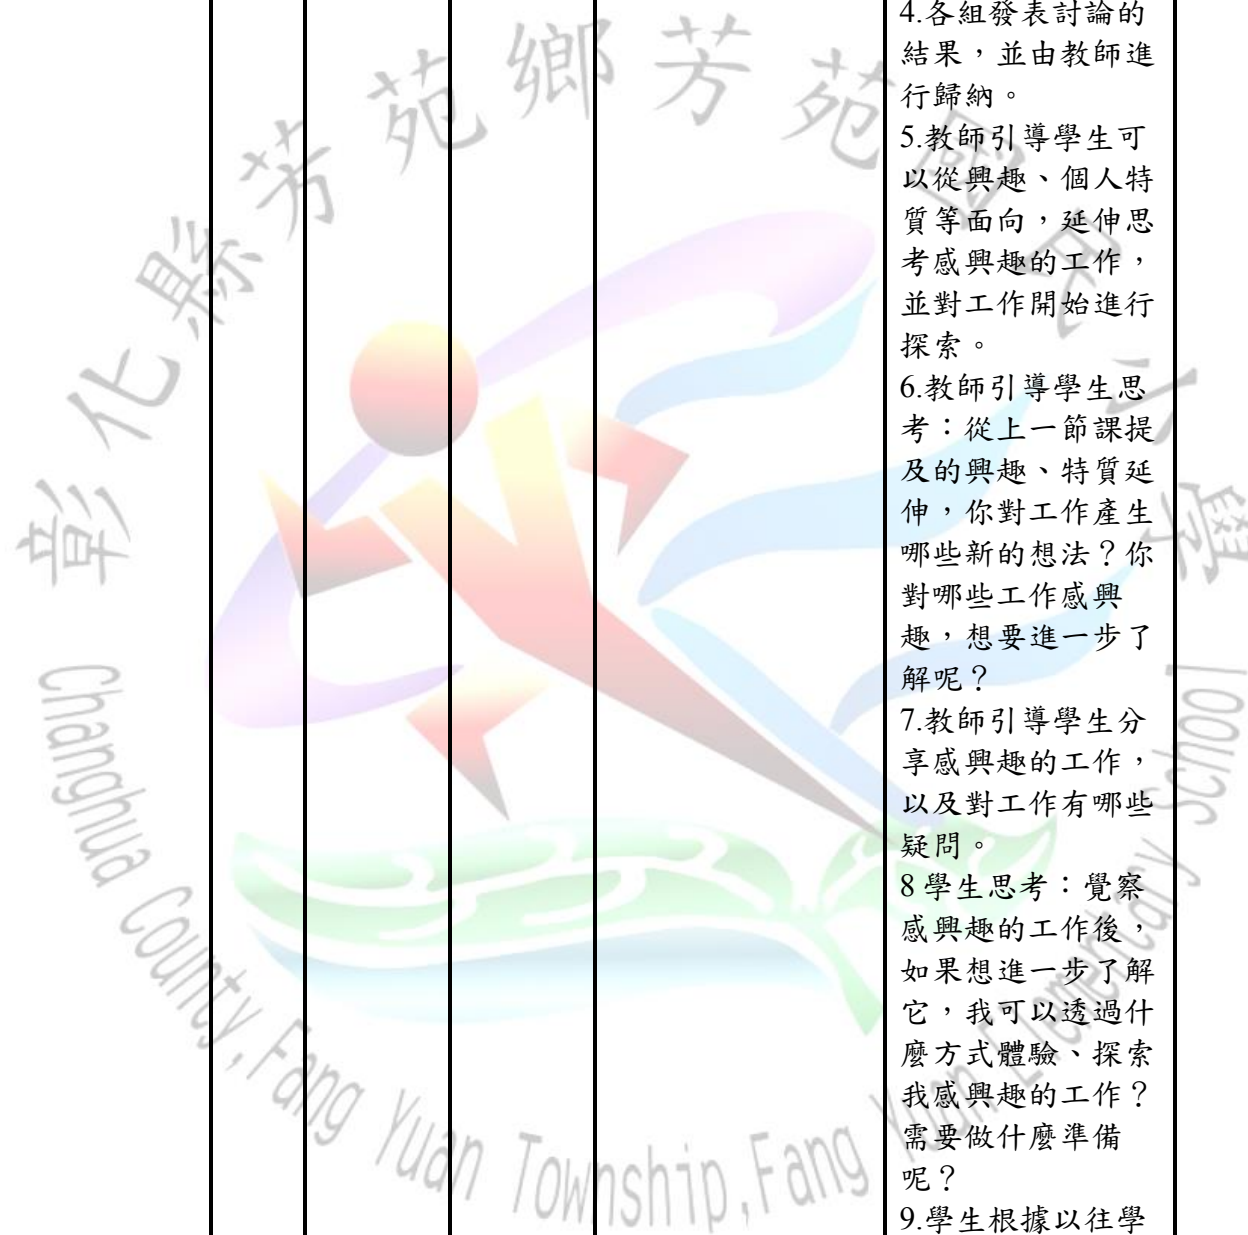 4.各組發表討論的
結果，並由教師進
行歸納。
5.教師引導學生可
以從興趣、個人特
質等面向，延伸思
考感興趣的工作，
並對工作開始進行
探索。
6.教師引導學生思
考：從上一節課提
及的興趣、特質延
伸，你對工作產生
哪些新的想法？你
對哪些工作感興
趣，想要進一步了
解呢？
7.教師引導學生分
享感興趣的工作，
以及對工作有哪些
疑問。
8 學生思考：覺察
感興趣的工作後，
如果想進一步了解
它，我可以透過什
麼方式體驗、探索
我感興趣的工作？
需要做什麼準備
呢？
9.學生根據以往學
彰化縣芳苑鄉芳苑國民小學
Changhua County, Fang Yuan Township, Fang Yuan Elementary School